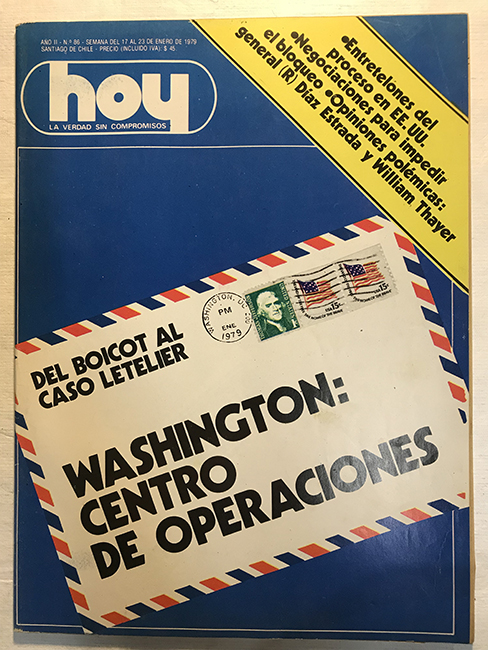 AÑO II - Nº 86 - SEMANA DEL 17 AL 23 DE ENERO DE 1979
SANTIAGO DE CHILE - PRECIO (INCLUIDO IVA): $ 45
hoy
LA VERDAD SIN COMPROMISOS
•Entretelones del
proceso en EE. UU.
•Negociaciones para impedir
el bloqueo •Opiniones polémicas:
general (R) Díaz Estrada y William Thayer
WASHINGTON, D.C.
PM
ENE.
1979
USA 15c
USA 15c
DEL BOICOT AL
CASO LETELIER
WASHINGTON:
CENTRO
DE OPERACIONES